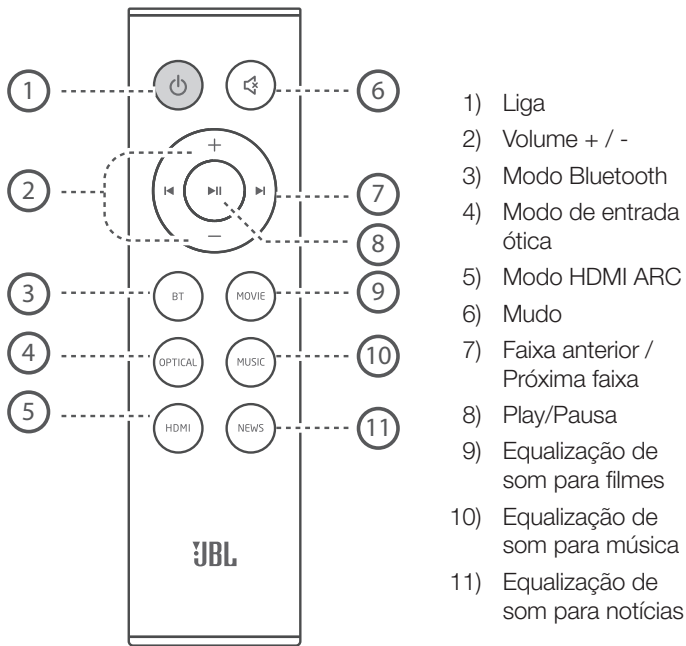 1
6
2
7
8
3
BT
MOVIE
9
4
OPTICAL
MUSIC
10
5
HDMI
NEWS
11
JBL
1) Liga
2) Volume + / -
3) Modo Bluetooth
4) Modo de entrada
ótica
5) Modo HDMI ARC
6) Mudo
7) Faixa anterior /
Próxima faixa
8) Play/Pausa
9) Equalização de
som para filmes
10) Equalização de
som para música
11) Equalização de
som para notícias